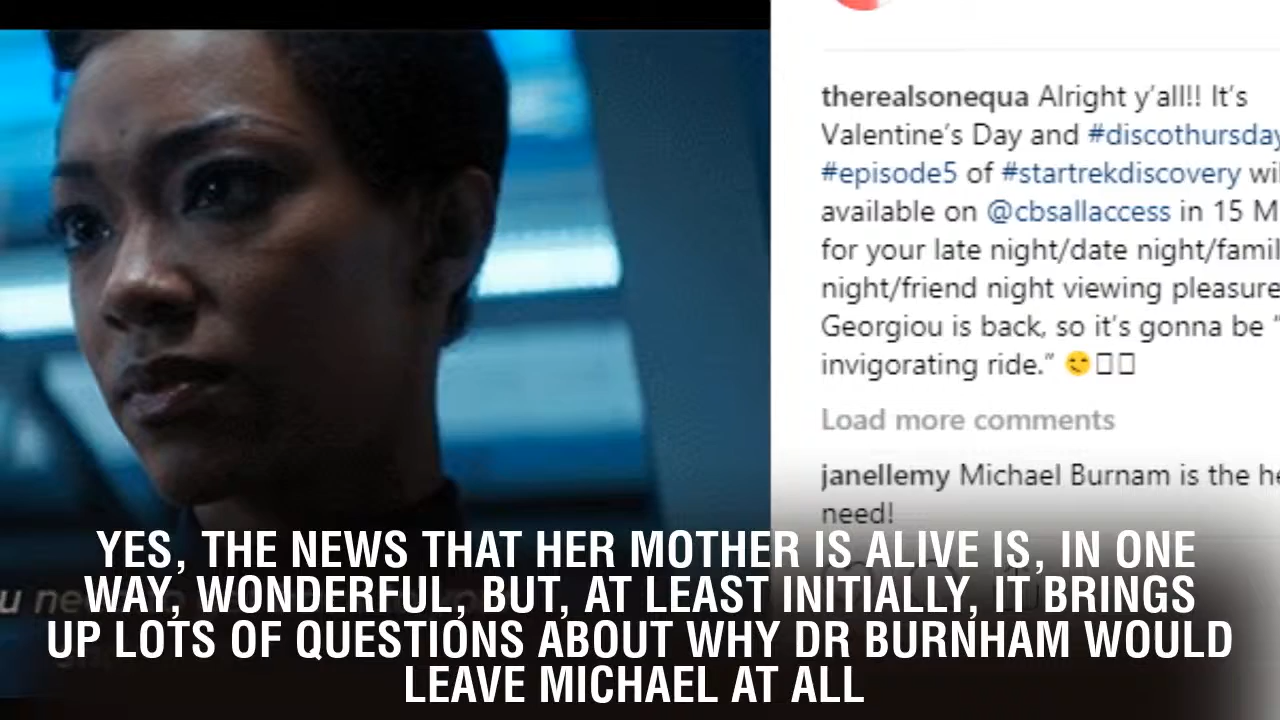 therealsonequa Alright y’all!! It’s
Valentine’s Day and #discothursday
#episode5 of #startrekdiscovery
available on @cbsallaccess in 15
for your late night/date night/
night/friend night viewing pleasure
Georgiou is back, so it’s gonna be “
invigorating ride.” 😉
Load more comments
janellemy Michael Burnam is the
need!
YES, THE NEWS THAT HER MOTHER IS ALIVE IS, IN ONE
WAY, WONDERFUL, BUT, AT LEAST INITIALLY, IT BRINGS
UP LOTS OF QUESTIONS ABOUT WHY DR BURNHAM WOULD
LEAVE MICHAEL AT ALL